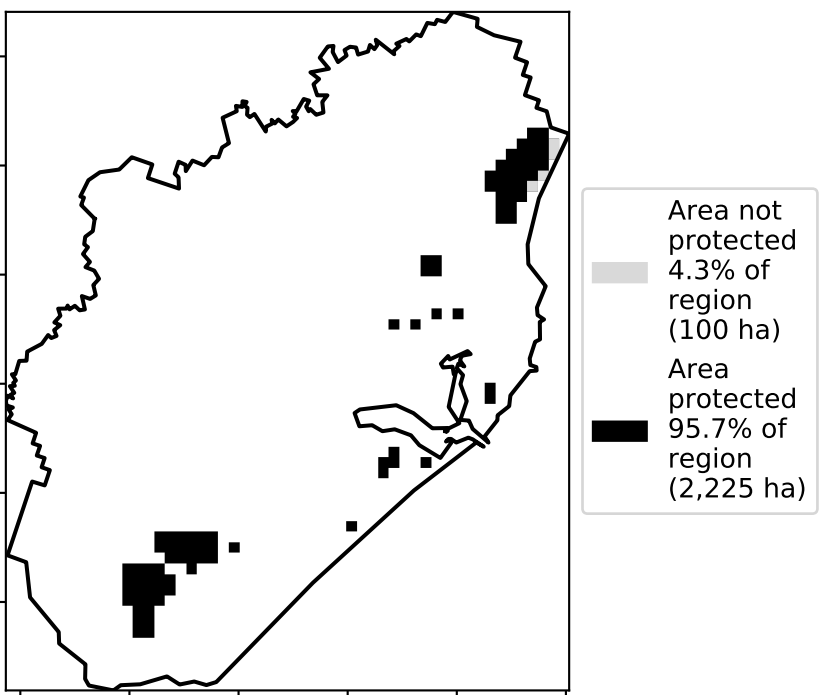 Area not
protected
4.3% of
region
(100 ha)
Area
protected
95.7% of
region
(2,225 ha)